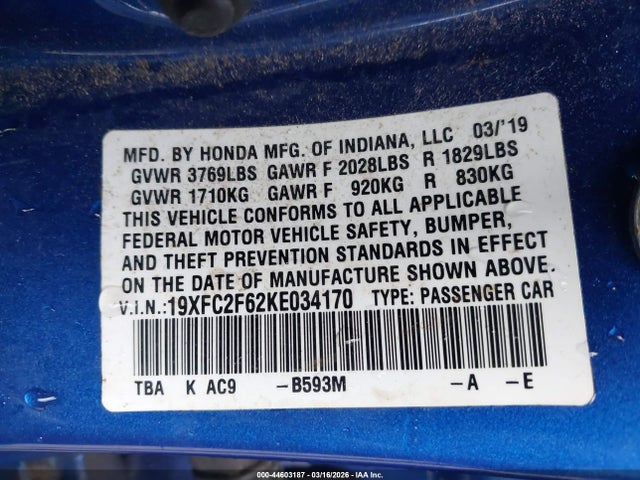 MFD. BY HONDA MFG. OF INDIANA, LLC 03/'19
GVWR 3769LBS GAWR F 2028LBS R 1829LBS
GVWR 1710KG GAWR F 920KG R 830KG
THIS VEHICLE CONFORMS TO ALL APPLICABLE
FEDERAL MOTOR VEHICLE SAFETY, BUMPER,
AND THEFT PREVENTION STANDARDS IN EFFECT
ON THE DATE OF MANUFACTURE SHOWN ABOVE.
V.I.N.:19XFC2F62KE034170 TYPE: PASSENGER CAR
TBA K AC9 -B593M -A -E
000-44603187 - 03/16/2026 - IAA Inc.